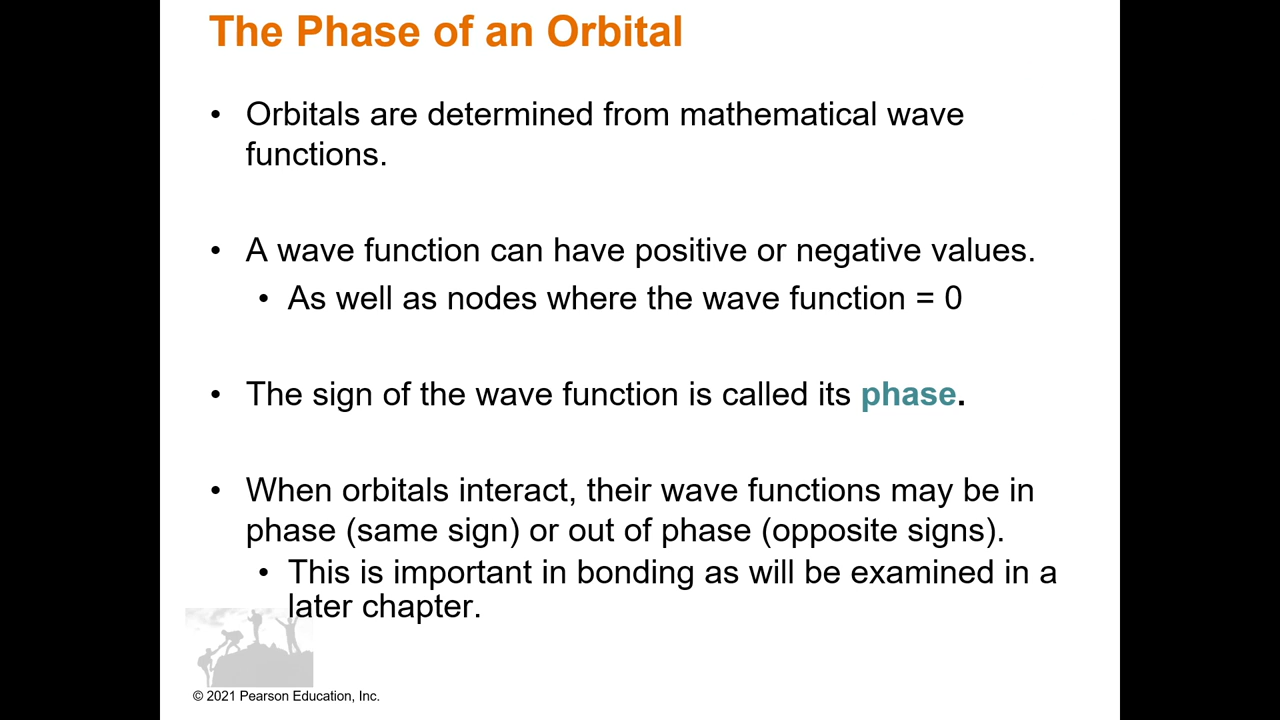 The Phase of an Orbital
• Orbitals are determined from mathematical wave
functions.
• A wave function can have positive or negative values.
• As well as nodes where the wave function = 0
• The sign of the wave function is called its phase.
• When orbitals interact, their wave functions may be in
phase (same sign) or out of phase (opposite signs).
• This is important in bonding as will be examined in a
later chapter.
© 2021 Pearson Education, Inc.